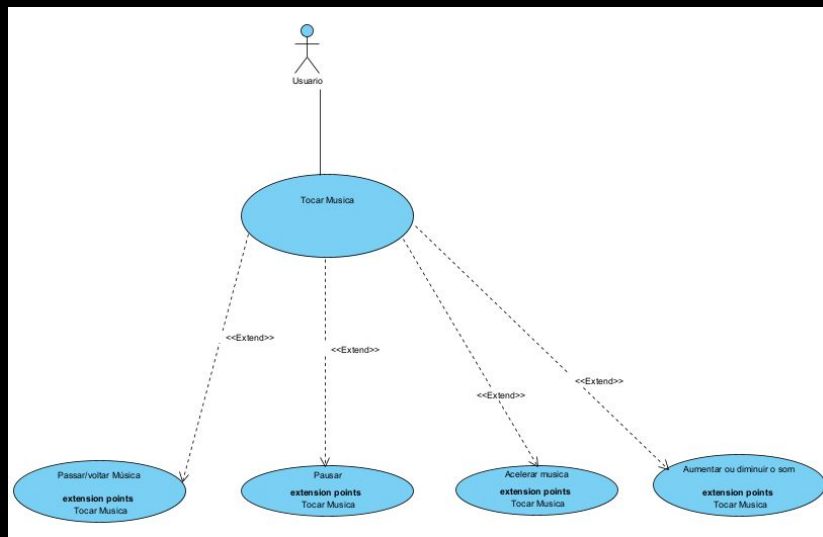 Usuario
Tocar Musica
<<Extend>>
<<Extend>>
<<Extend>>
<<Extend>>
Passar/voltar Música
extension points
Tocar Musica
Pausar
extension points
Tocar Musica
Acelerar musica
extension points
Tocar Musica
Aumentar ou diminuir o som
extension points
Tocar Musica